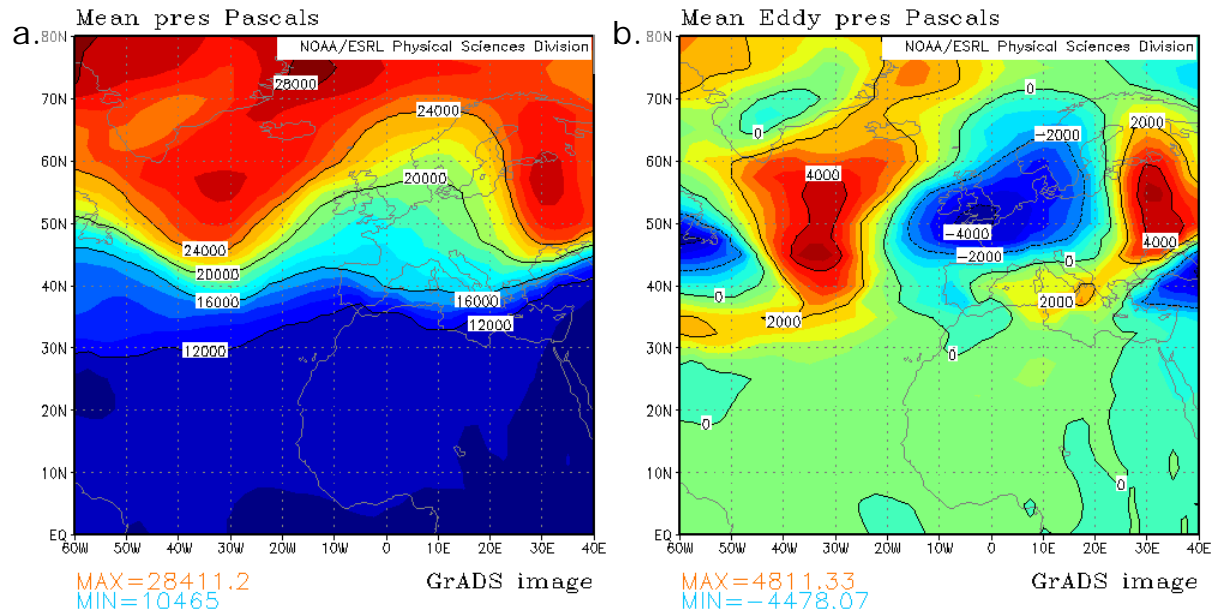 a.
Mean pres Pascals
NOAA/ESRL Physical Sciences Division
80N
70N
60N
50N
40N
30N
20N
10N
EQ
28000
24000
20000
24000
20000
16000
16000
12000
12000
60W 50W 40W 30W 20W 10W 0 10E 20E 30E 40E
MAX=28411.2
MIN=10465
GrADS image
b.
Mean Eddy pres Pascals
NOAA/ESRL Physical Sciences Division
80N
70N
60N
50N
40N
30N
20N
10N
EQ
0
0
2000
-2000
4000
-4000
-2000
4000
0
0
2000
2000
0
0
0
60W 50W 40W 30W 20W 10W 0 10E 20E 30E 40E
MAX=4811.33
MIN=-4478.07
GrADS image